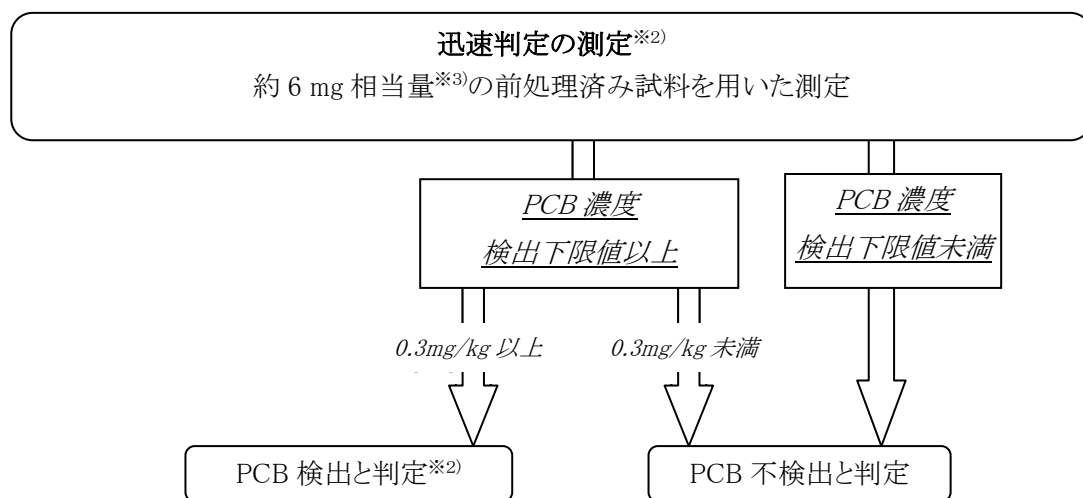 迅速判定の測定※2)
約 6 mg 相当量※3)の前処理済み試料を用いた測定
PCB 濃度
検出下限値以上
PCB 濃度
検出下限値未満
0.3mg/kg 以上
0.3mg/kg 未満
PCB 検出と判定※2)
PCB 不検出と判定